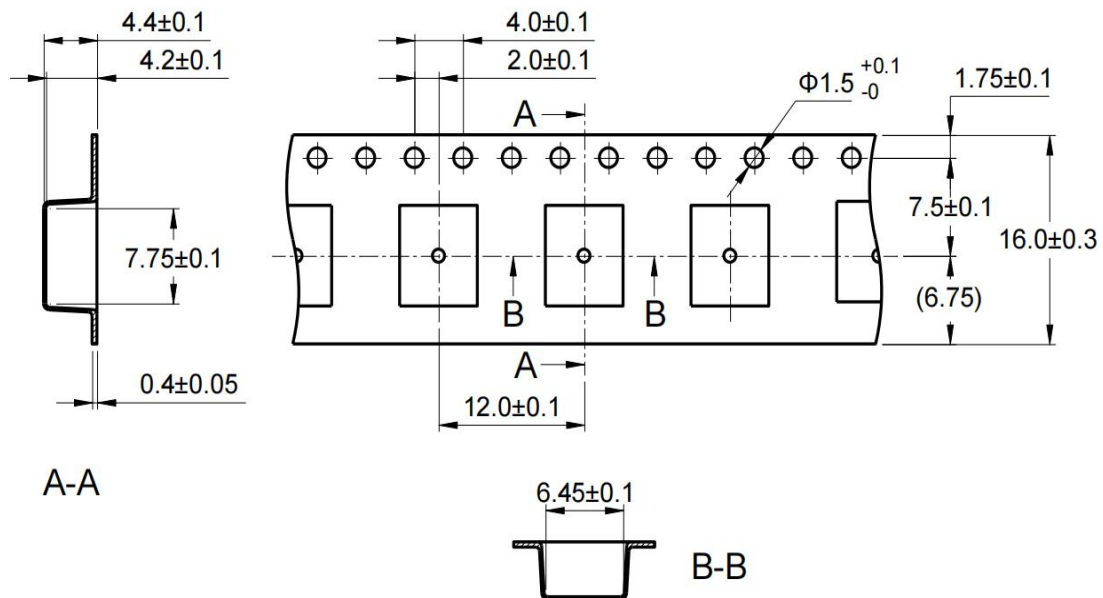 4.4±0.1
4.2±0.1
7.75±0.1
0.4±0.05
A-A
4.0±0.1
2.0±0.1
Φ1.5 +0.1 -0
1.75±0.1
A
7.5±0.1
16.0±0.3
(6.75)
B
B
A
12.0±0.1
6.45±0.1
B-B